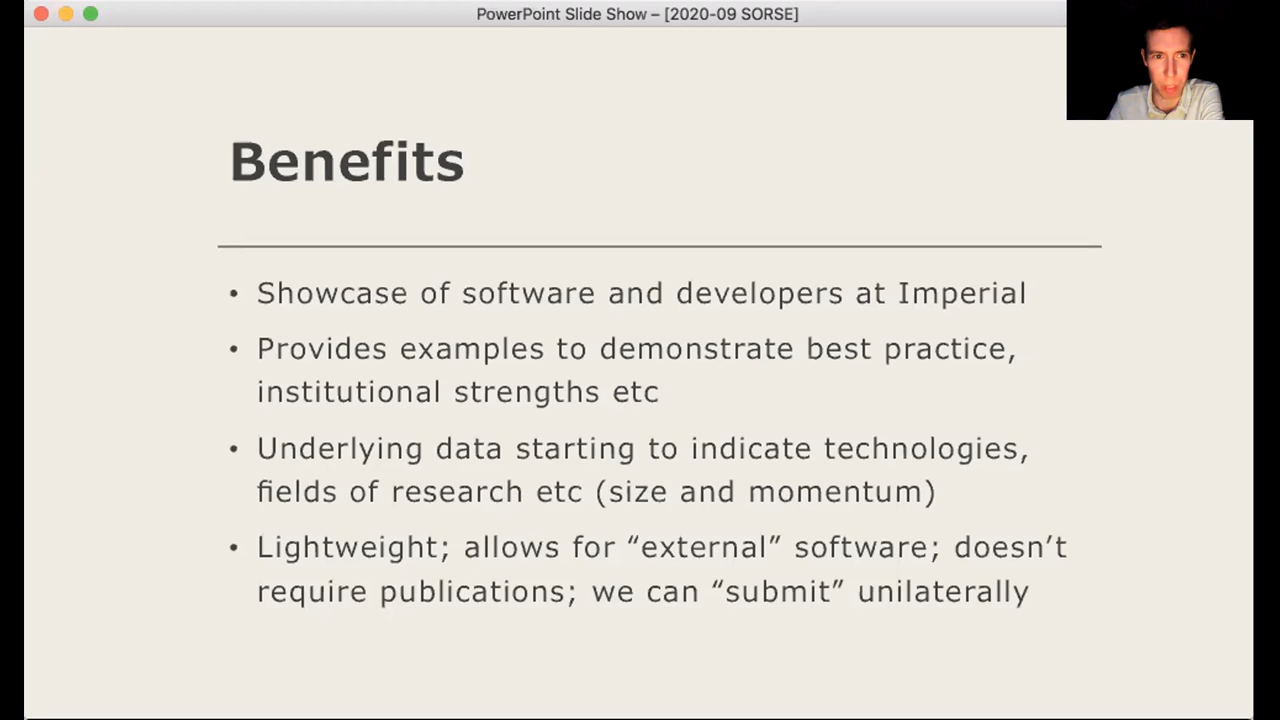 PowerPoint Slide Show – [2020-09 SORSE]
Benefits
• Showcase of software and developers at Imperial
• Provides examples to demonstrate best practice,
institutional strengths etc
• Underlying data starting to indicate technologies,
fields of research etc (size and momentum)
• Lightweight; allows for “external” software; doesn’t
require publications; we can “submit” unilaterally